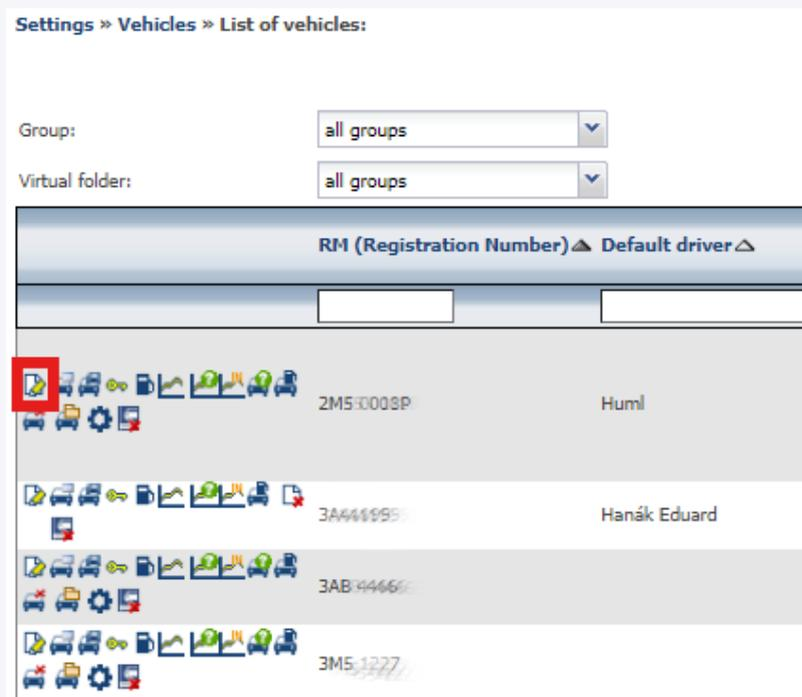 Settings » Vehicles » List of vehicles:
Group: all groups
Virtual folder: all groups
RM (Registration Number) Default driver
Huml
Hanák Eduard